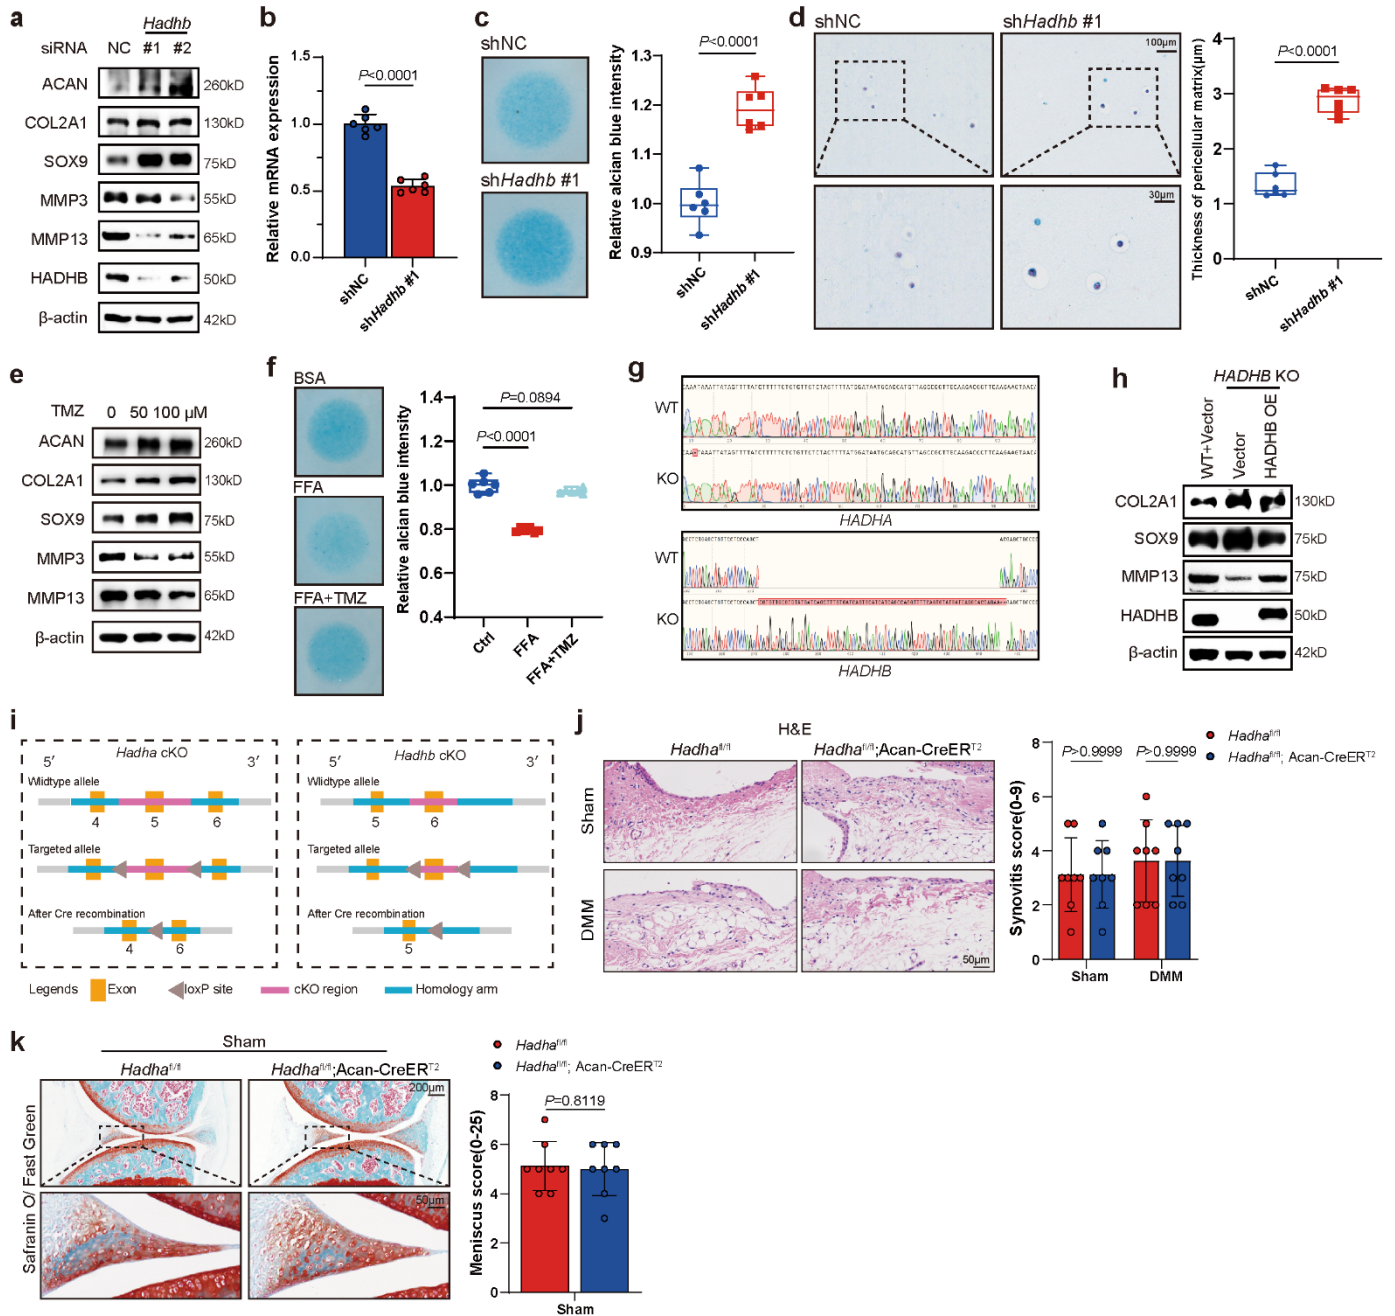 a
Hadhb
siRNA NC #1 #2
ACAN 260kD
COL2A1 130kD
SOX9 75kD
MMP3 55kD
MMP13 65kD
HADHB 50kD
β-actin 42kD
b
Relative mRNA expression
1.5
1.0
0.5
0.0
P<0.0001
shNC
shHadhb #1
c
shNC
shHadhb #1
Relative alcian blue intensity
1.3
1.2
1.1
1.0
0.9
P<0.0001
shNC
shHadhb #1
d
shNC
shHadhb #1
100μm
30μm
Thickness of pericellular matrix(μm)
4
3
2
1
0
P<0.0001
shNC
shHadhb #1
e
TMZ 0 50 100 μM
ACAN 260kD
COL2A1 130kD
SOX9 75kD
MMP3 55kD
MMP13 65kD
β-actin 42kD
f
BSA
FFA
FFA+TMZ
Relative alcian blue intensity
1.4
1.2
1.0
0.8
0.6
0.4
P=0.0894
P<0.0001
Ctrl
FFA
FFA+TMZ
g
WT
KO
HADHA
WT
KO
HADHB
h
HADHB KO
WT+Vector
Vector
HADHB OE
COL2A1 130kD
SOX9 75kD
MMP13 75kD
HADHB 50kD
β-actin 42kD
i
Hadha cKO
5′ 3′
Wildtype allele
4 5 6
Targeted allele
After Cre recombination
4 6
Hadhb cKO
5′ 3′
Wildtype allele
5 6
Targeted allele
After Cre recombination
5
Legends Exon loxP site cKO region Homology arm
j
H&E
Hadhafl/fl
Hadhafl/fl;Acan-CreERT2
Sham
DMM
50μm
Synovitis score(0-9)
8
6
4
2
0
P>0.9999 P>0.9999
Sham DMM
Hadhafl/fl
Hadhafl/fl; Acan-CreERT2
k
Sham
Hadhafl/fl
Hadhafl/fl;Acan-CreERT2
Safranin O/ Fast Green
200μm
50μm
Hadhafl/fl
Hadhafl/fl; Acan-CreERT2
Meniscus score(0-25)
8
6
4
2
0
P=0.8119
Sham